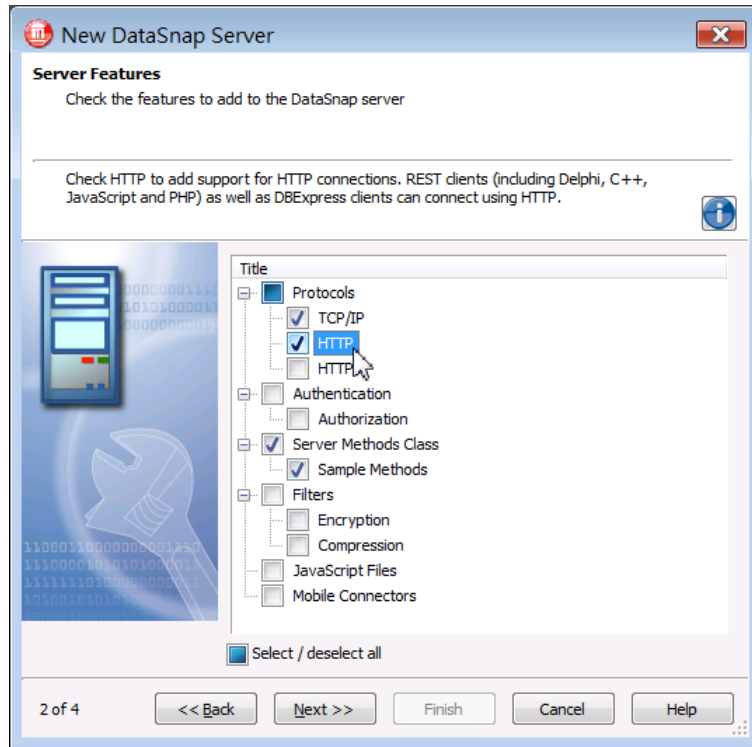 New DataSnap Server
Server Features
Check the features to add to the DataSnap server
Check HTTP to add support for HTTP connections. REST clients (including Delphi, C++,
JavaScript and PHP) as well as DBExpress clients can connect using HTTP.
Title
Protocols
TCP/IP
HTTP
Authentication
Authorization
Server Methods Class
Sample Methods
Filters
Encryption
Compression
JavaScript Files
Mobile Connectors
Select / deselect all
2 of 4
<< Back
Next >>
Finish
Cancel
Help